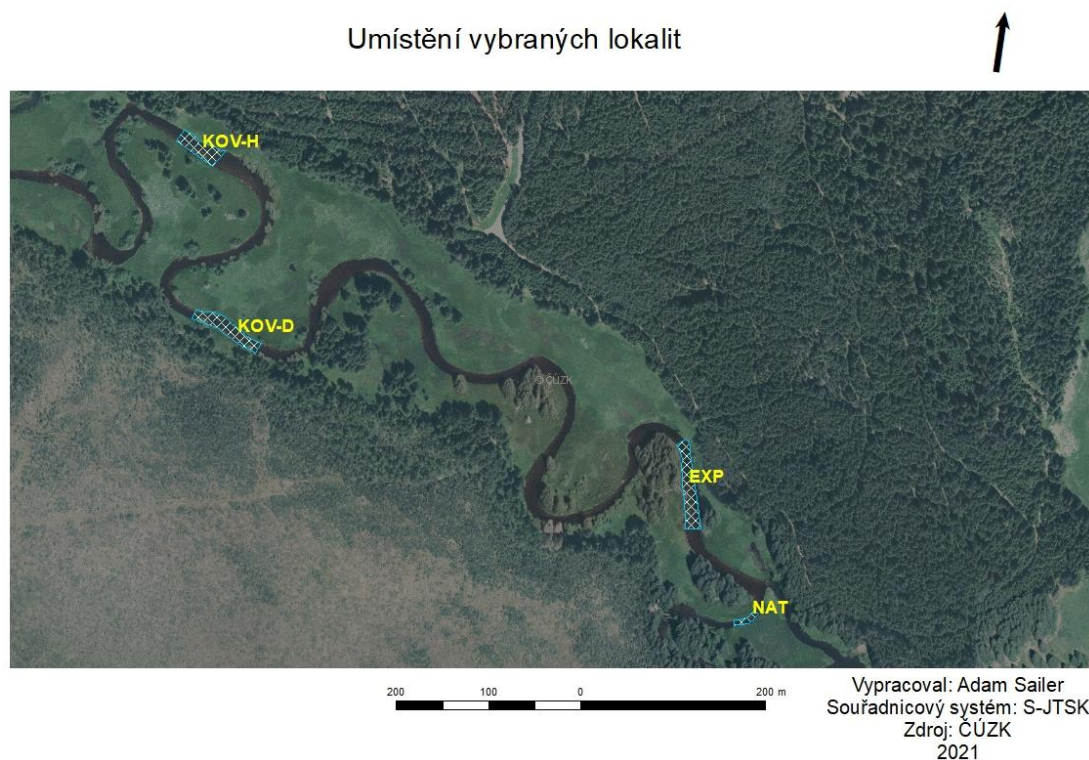 Umístění vybraných lokalit
KOV-H
KOV-D
© ČÚZK
EXP
NAT
200 100 0 200 m
Vypracoval: Adam Sailer
Souřadnicový systém: S-JTSK
Zdroj: ČÚZK
2021